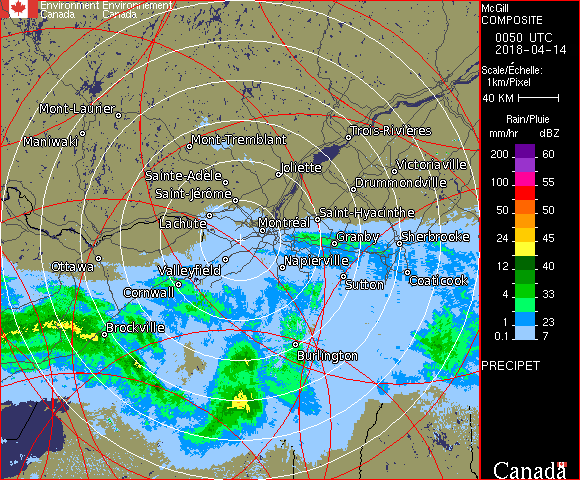 Environment Environnement
Canada Canada
McGill
COMPOSITE
0050 UTC
2018-04-14
Scale/Échelle:
1km/Pixel
40 KM
Rain/Pluie
mm/hr dBZ
200 60
100 55
50 50
24 45
12 40
4 33
1 23
0.1 7
PRECIPET
Canada
Mont-Laurier
Maniwaki
Mont-Tremblant
Trois-Rivières
Joliette
Victoriaville
Sainte-Adèle
Drummondville
Saint-Jérôme
Saint-Hyacinthe
Lachute
Montréal
Granby
Sherbrooke
Ottawa
Valleyfield
Napierville
Cornwall
Sutton
Coaticook
Brockville
Burlington